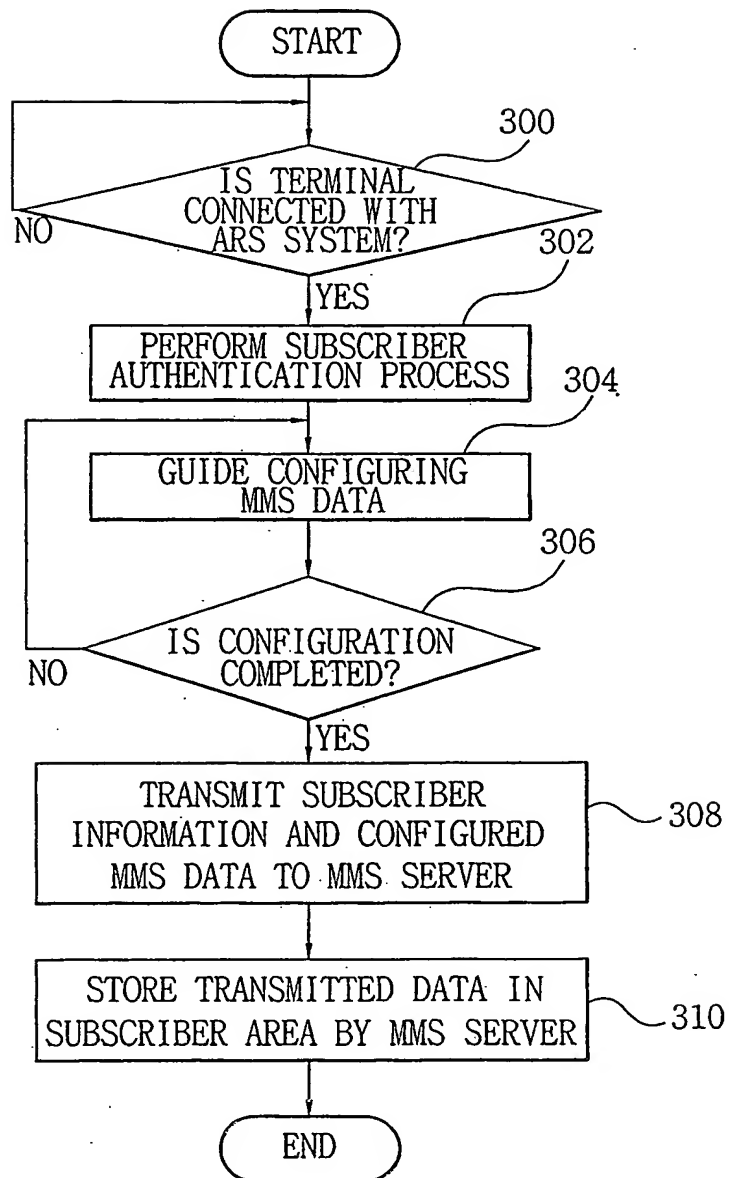 START
300
IS TERMINAL
CONNECTED WITH
ARS SYSTEM?
NO
302
YES
PERFORM SUBSCRIBER
AUTHENTICATION PROCESS
304
GUIDE CONFIGURING
MMS DATA
306
IS CONFIGURATION
COMPLETED?
NO
YES
TRANSMIT SUBSCRIBER
INFORMATION AND CONFIGURED
MMS DATA TO MMS SERVER
308
STORE TRANSMITTED DATA IN
SUBSCRIBER AREA BY MMS SERVER
310
END